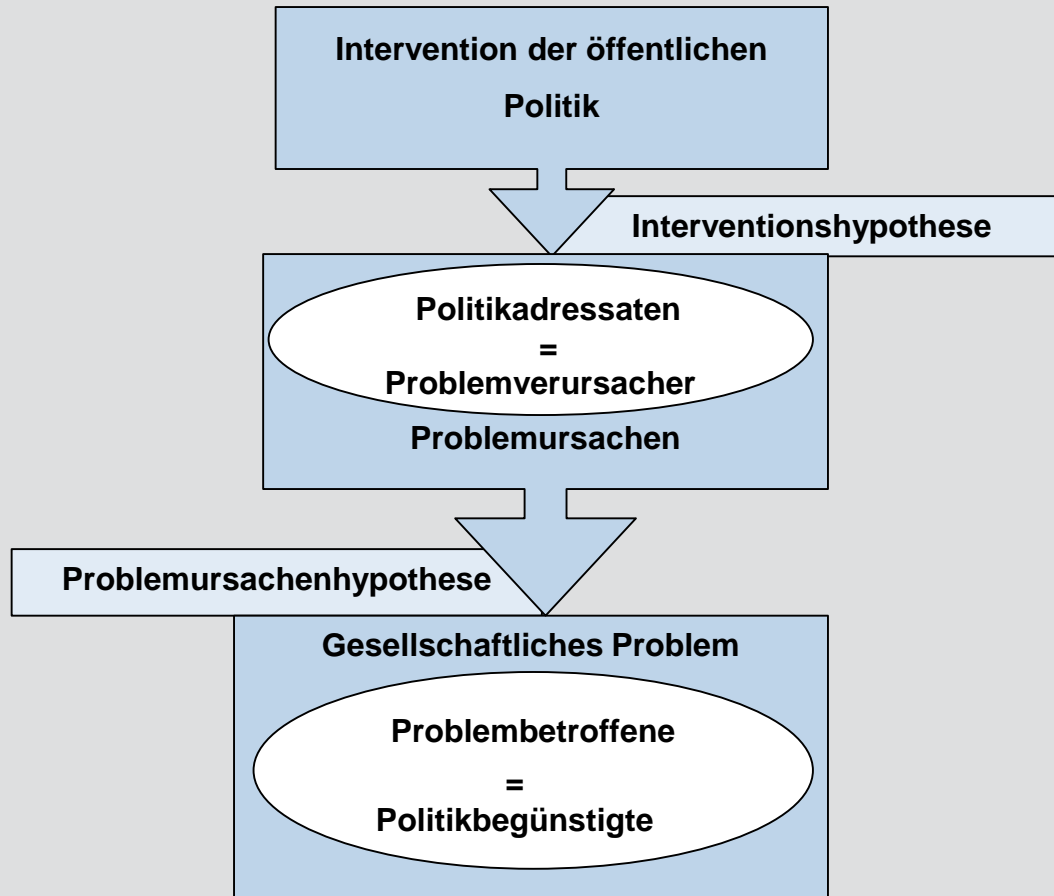 Intervention der öffentlichen
Politik
Interventionshypothese
Politikadressaten
=
Problemverursacher
Problemursachen
Problemursachenhypothese
Gesellschaftliches Problem
Problembetroffene
=
Politikbegünstigte